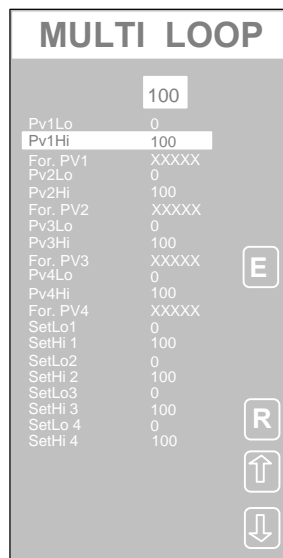 MULTI LOOP
100
Pv1Lo 0
Pv1Hi 100
For. PV1 XXXXX
Pv2Lo 0
Pv2Hi 100
For. PV2 XXXXX
Pv3Lo 0
Pv3Hi 100
For. PV3 XXXXX
E
Pv4Lo 0
Pv4Hi 100
For. PV4 XXXXX
SetLo1 0
SetHi 1 100
SetLo2 0
SetHi 2 100
SetLo3 0
SetHi 3 100
R
SetLo 4 0
SetHi 4 100